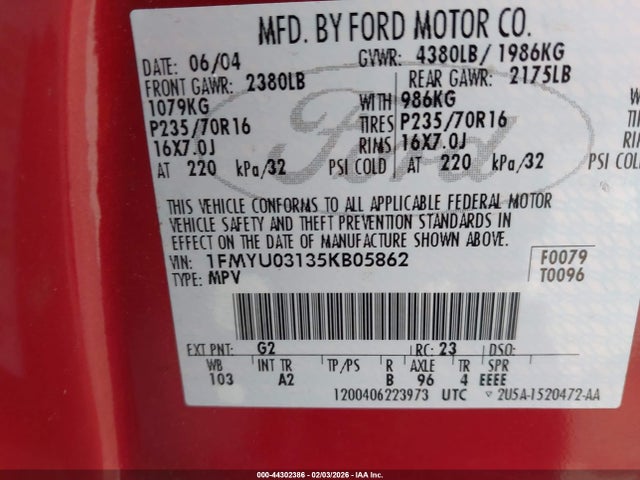 MFD. BY FORD MOTOR CO.
DATE: 06/04 GVWR: 4380LB/ 1986KG
FRONT GAWR: 2380LB REAR GAWR: 2175LB
1079KG WITH 986KG WITH
P235/70R16 TIRES P235/70R16 TIRE
16X7.0J RIMS 16X7.0J RIM
AT 220 kPa/32 PSI COLD AT 220 kPa/32 PSI COL
Ford
THIS VEHICLE CONFORMS TO ALL APPLICABLE FEDERAL MOTOR
VEHICLE SAFETY AND THEFT PREVENTION STANDARDS IN
EFFECT ON THE DATE OF MANUFACTURE SHOWN ABOVE.
VIN: 1FMYU03135KB05862 F0079
TYPE: MPV T0096
EXT PNT: G2 RC: 23 DSO:
WB INT TR TP/PS R AXLE TR SPR
103 A2 B 96 4 EEEE
1200406223973 UTC 2U5A-1520472-AA
000-44302386 - 02/03/2026 - IAA Inc.